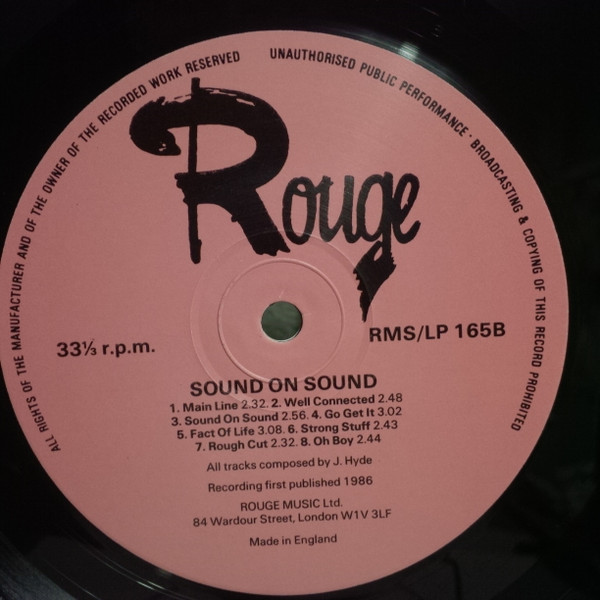 ALL RIGHTS OF THE MANUFACTURER AND OF THE OWNER OF THE RECORDED WORK RESERVED
UNAUTHORISED PUBLIC PERFORMANCE · BROADCASTING & COPYING OF THIS RECORD PROHIBITED
Rouge
33⅓ r.p.m.
RMS/LP 165B
SOUND ON SOUND
1. Main Line 2.32. 2. Well Connected 2.48
3. Sound On Sound 2.56. 4. Go Get It 3.02
5. Fact Of Life 3.08. 6. Strong Stuff 2.43
7. Rough Cut 2.32. 8. Oh Boy 2.44
All tracks composed by J. Hyde
Recording first published 1986
ROUGE MUSIC Ltd.
84 Wardour Street, London W1V 3LF
Made in England